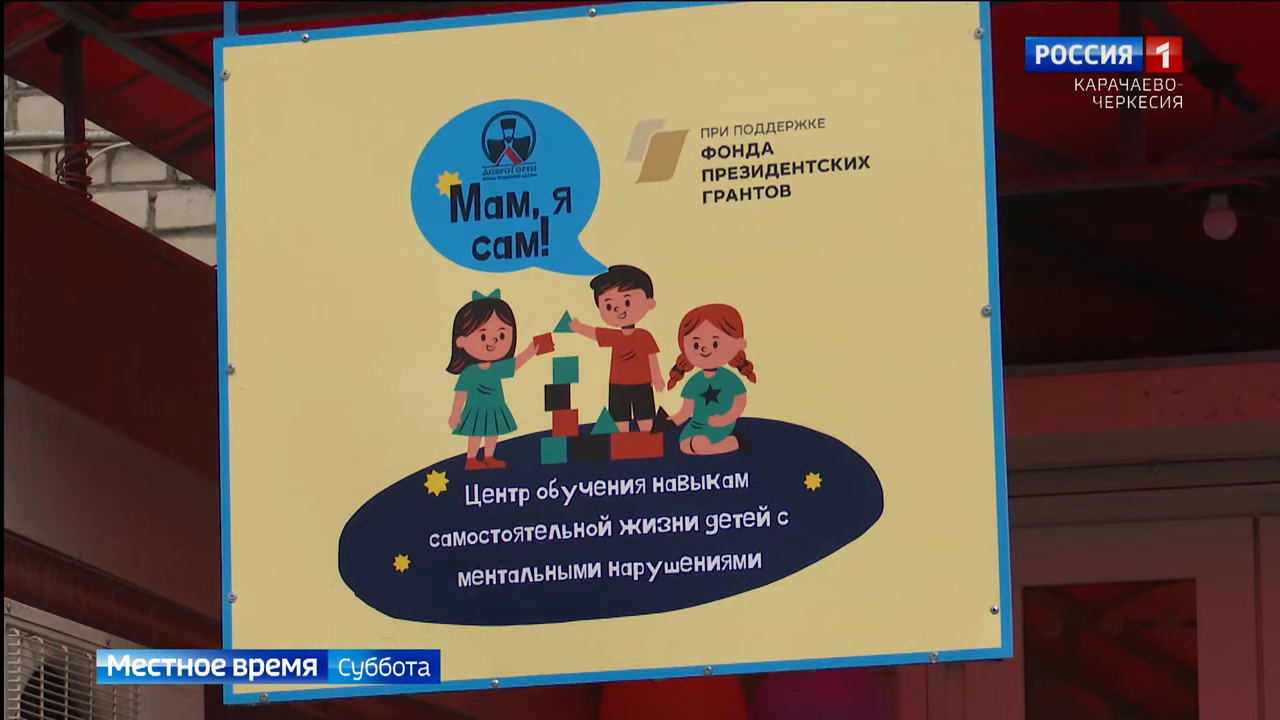 РОССИЯ 1
КАРАЧАЕВО-
ЧЕРКЕСИЯ
ДОБРОГОРЕЦ
Мам, я
сам!
ПРИ ПОДДЕРЖКЕ
ФОНДА
ПРЕЗИДЕНТСКИХ
ГРАНТОВ
Центр обучения навыкам
самостоятельной жизни детей с
ментальными нарушениями
Местное время Суббота